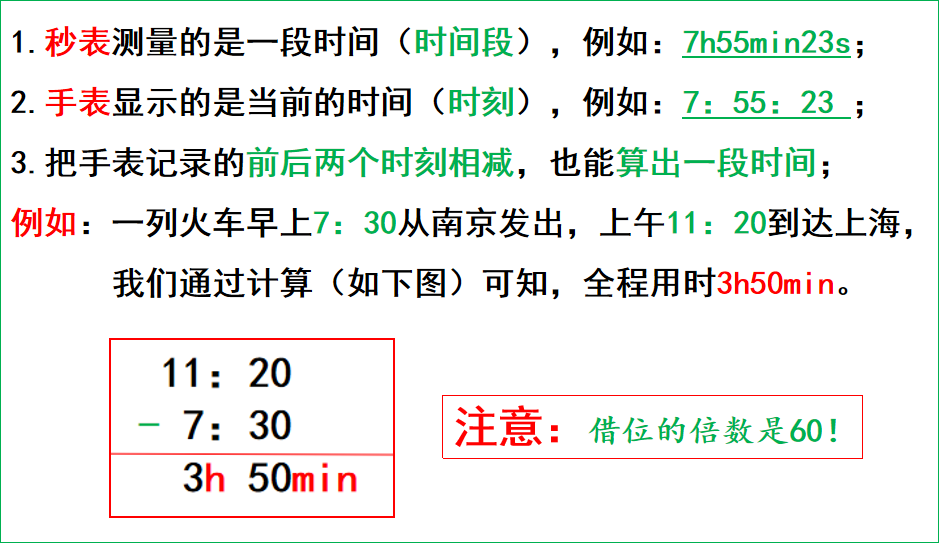 1.秒表测量的是一段时间（时间段），例如：7h55min23s；
2.手表显示的是当前的时间（时刻），例如：7：55：23 ；
3.把手表记录的前后两个时刻相减，也能算出一段时间；
例如：一列火车早上7：30从南京发出，上午11：20到达上海，
我们通过计算（如下图）可知，全程用时3h50min。
11：20
－ 7：30
3h 50min
注意：借位的倍数是60！